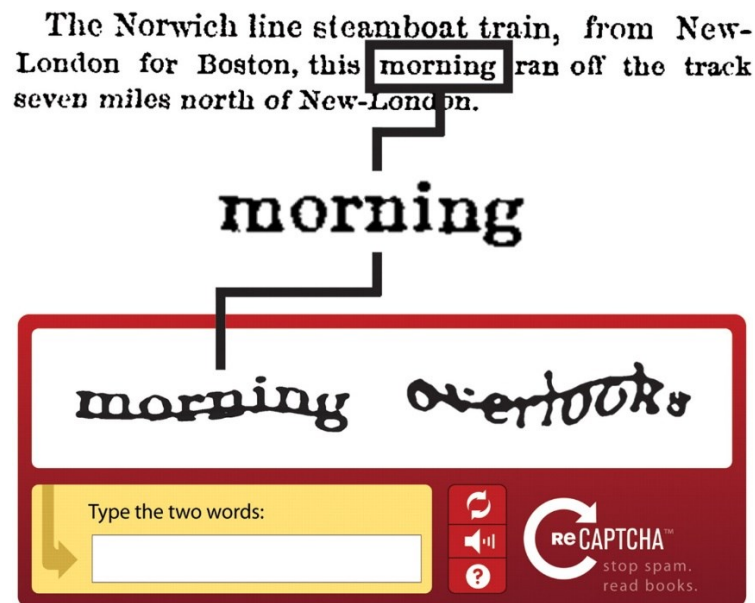 The Norwich line steamboat train, from New-
London for Boston, this morning ran off the track
seven miles north of New-London.
morning
morning overlooks
Type the two words:
ReCAPTCHA™
stop spam.
read books.